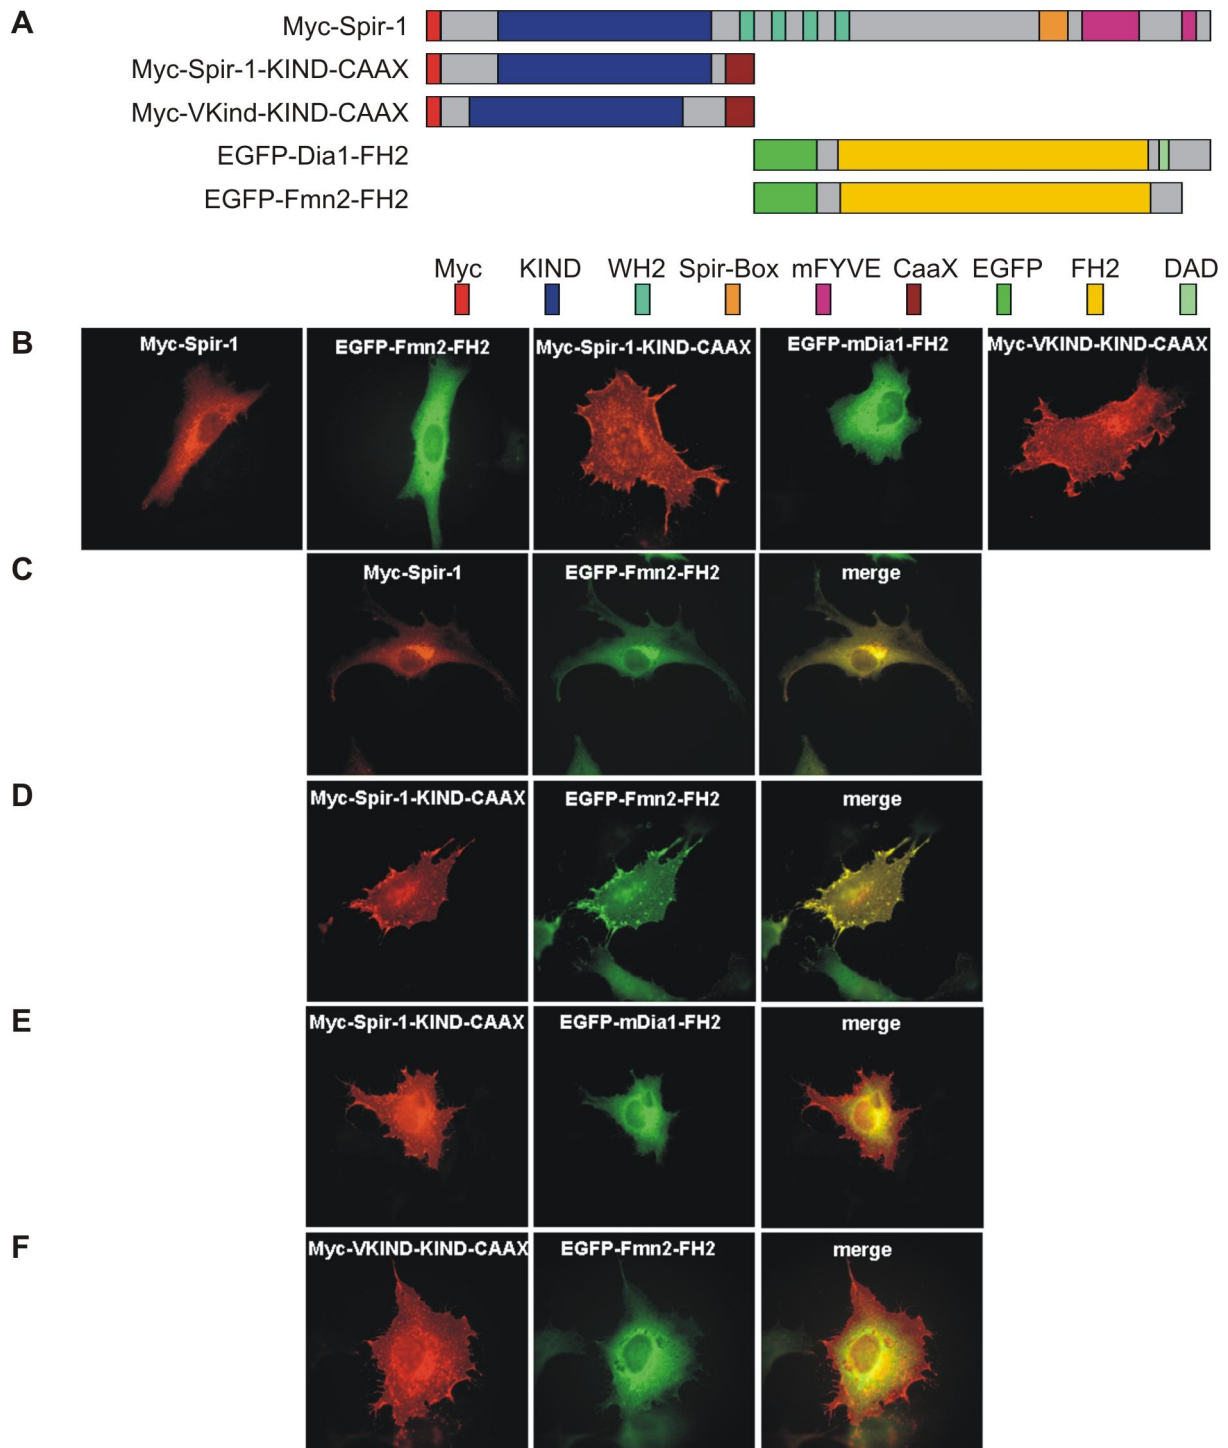 A
Myc-Spir-1
Myc-Spir-1-KIND-CAAX
Myc-VKind-KIND-CAAX
EGFP-Dia1-FH2
EGFP-Fmn2-FH2
Myc KIND WH2 Spir-Box mFYVE CaaX EGFP FH2 DAD
B
Myc-Spir-1 EGFP-Fmn2-FH2 Myc-Spir-1-KIND-CAAX EGFP-mDia1-FH2 Myc-VKIND-KIND-CAAX
C
Myc-Spir-1 EGFP-Fmn2-FH2 merge
D
Myc-Spir-1-KIND-CAAX EGFP-Fmn2-FH2 merge
E
Myc-Spir-1-KIND-CAAX EGFP-mDia1-FH2 merge
F
Myc-VKIND-KIND-CAAX EGFP-Fmn2-FH2 merge